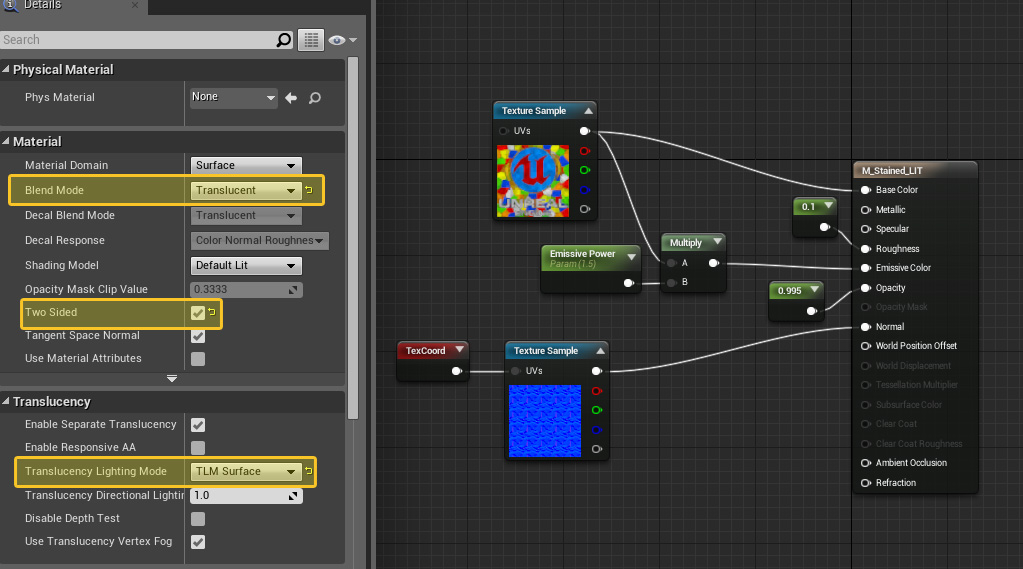 Details
Search
Physical Material
Phys Material
None
Material
Material Domain
Surface
Blend Mode
Translucent
Decal Blend Mode
Translucent
Decal Response
Color Normal Roughnes
Shading Model
Default Lit
Opacity Mask Clip Value
0.3333
Two Sided
Tangent Space Normal
Use Material Attributes
Translucency
Enable Separate Translucency
Enable Responsive AA
Translucency Lighting Mode
TLM Surface
Translucency Directional Lightin
1.0
Disable Depth Test
Use Translucency Vertex Fog
Texture Sample
UVs
UNREAL
Emissive Power
Param (1.5)
Multiply
A
B
0.1
0.995
TexCoord
Texture Sample
UVs
M_Stained_LIT
Base Color
Metallic
Specular
Roughness
Emissive Color
Opacity
Opacity Mask
Normal
World Position Offset
World Displacement
Tessellation Multiplier
Subsurface Color
Clear Coat
Clear Coat Roughness
Ambient Occlusion
Refraction